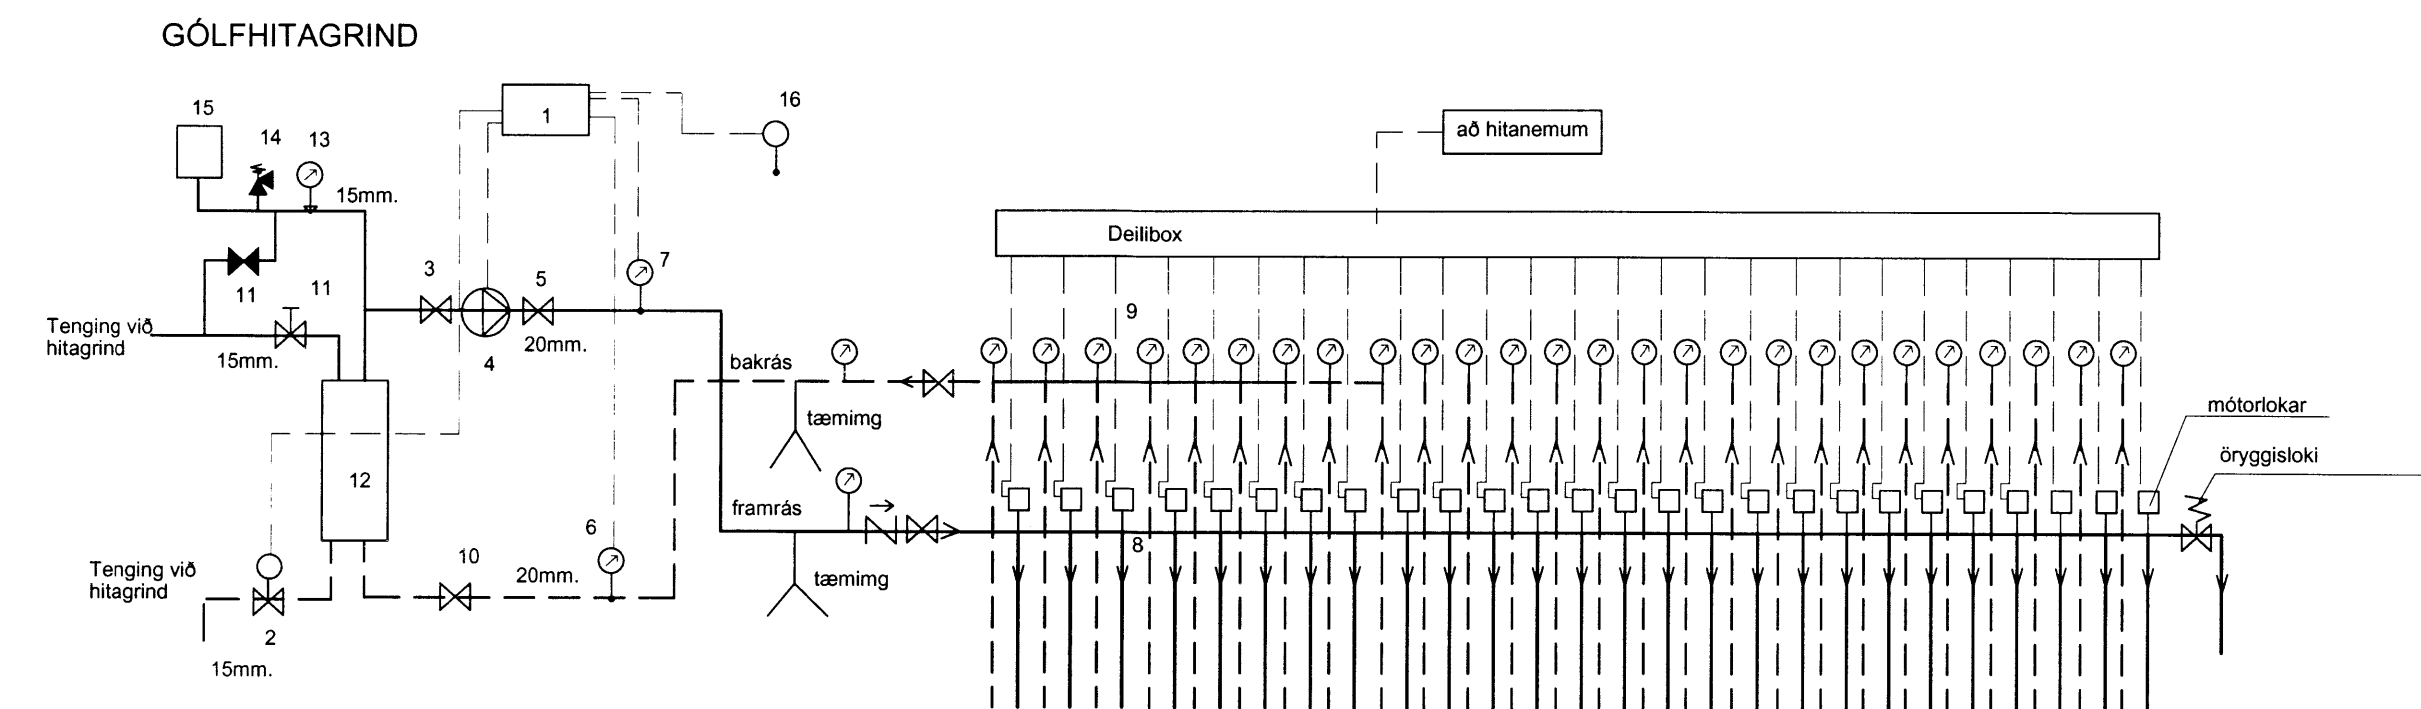 GÓLFHITAGRIND
15
14
13
15mm.
1
16
að hitanemum
Deilibox
11
11
3
5
7
4
20mm.
Tenging við
hitagrind
15mm.
9
bakrás
tæmimg
mótorlokar
öryggisloki
12
framrás
8
6
10
20mm.
tæmimg
Tenging við
hitagrind
2
15mm.